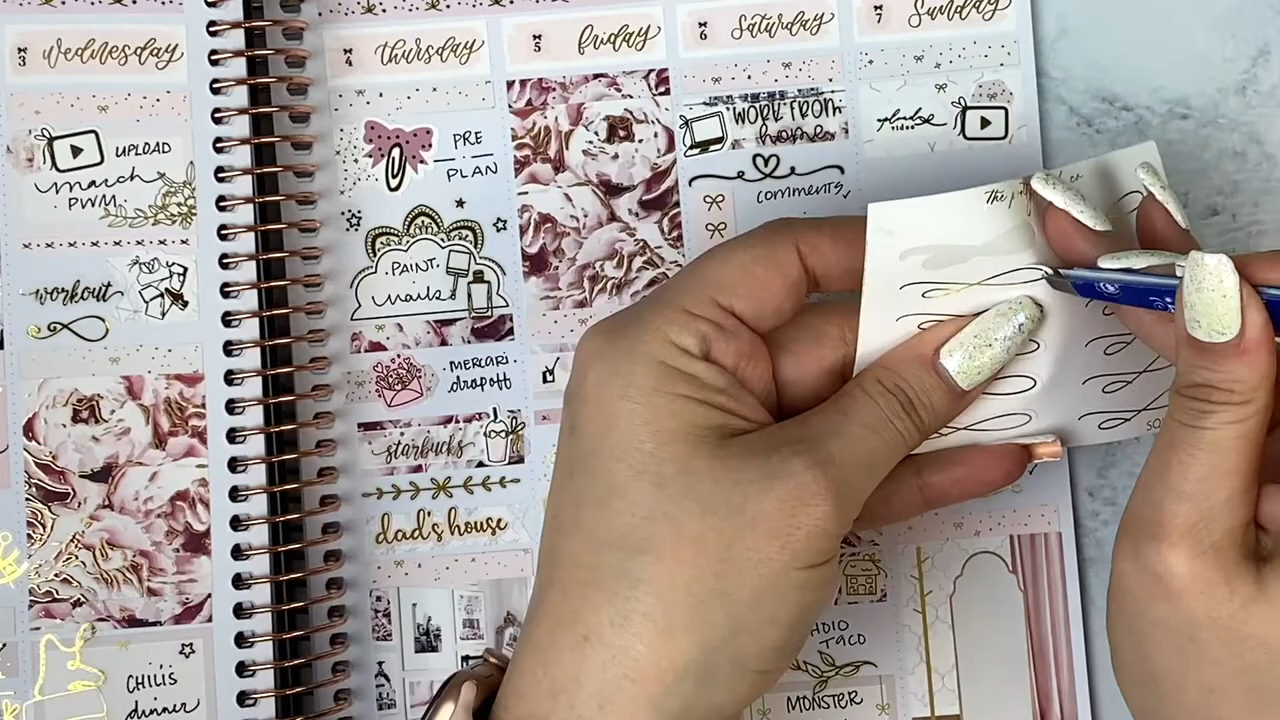 3 wednesday
UPLOAD
march
PWM.
workout
CHILI'S
dinner
4 thursday
PRE
PLAN
.PAINT.
nails
.MERCARI.
dropoff
starbucks
dad's house
5 friday
6 saturday
WORK FROM
home
comments
TACO
MONSTER
7 Sunday
video